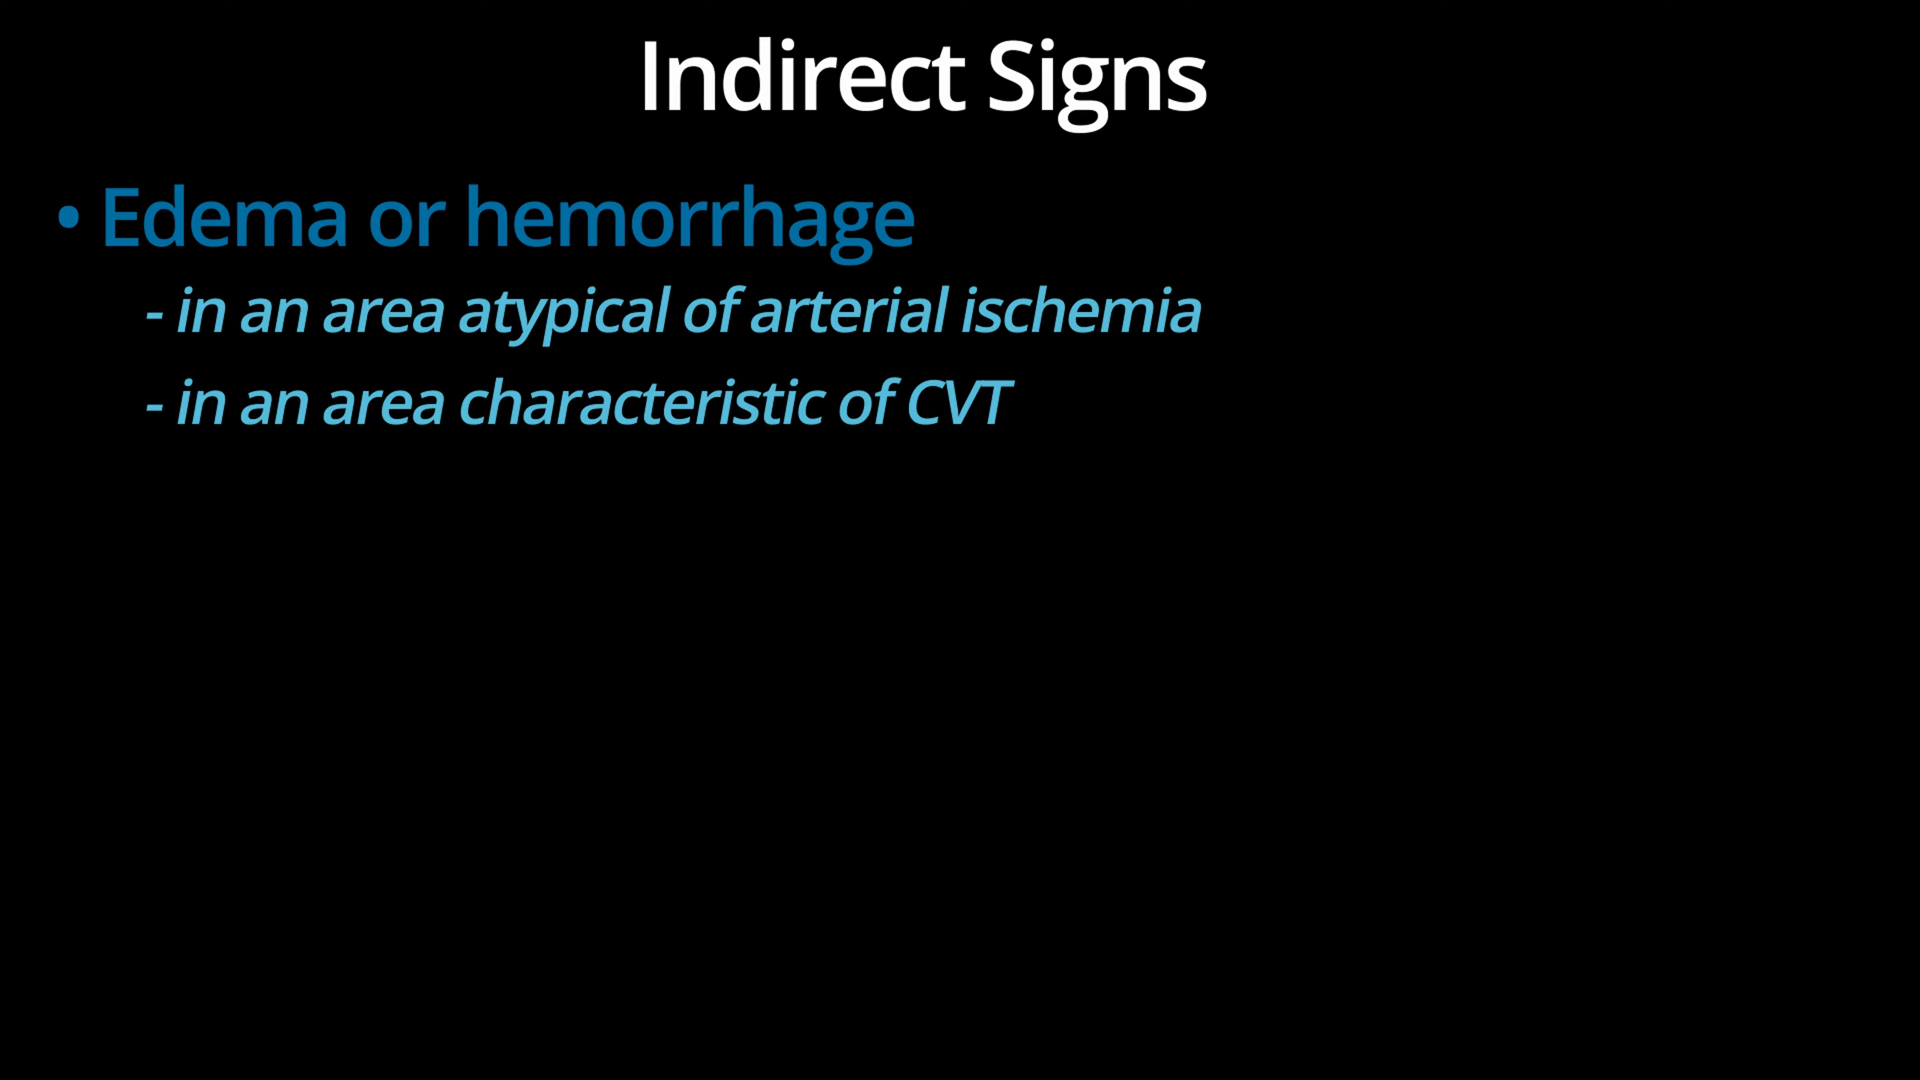 Indirect Signs
• Edema or hemorrhage
- in an area atypical of arterial ischemia
- in an area characteristic of CVT